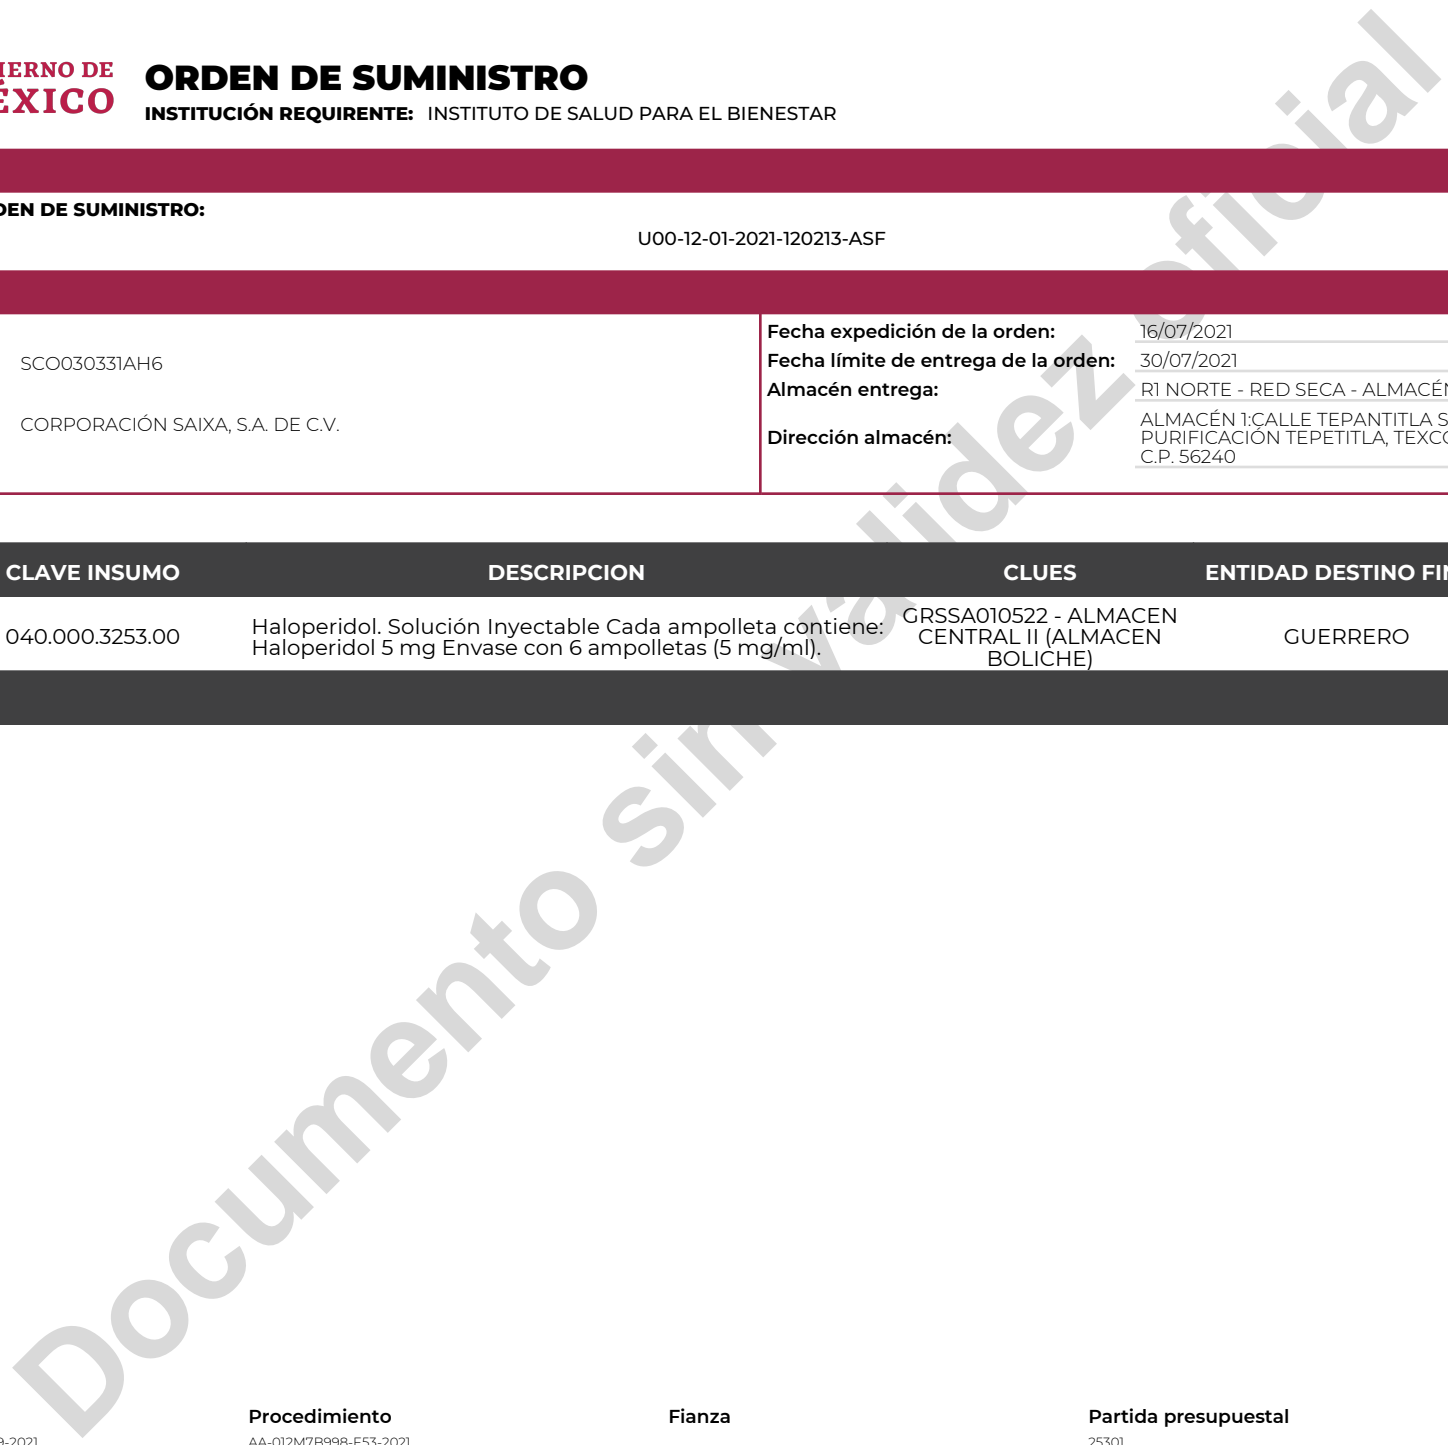 ORDEN DE SUMINISTRO
INSTITUCIÓN REQUIRENTE: INSTITUTO DE SALUD PARA EL BIENESTAR
DE
MÉXICO
DE SUMINISTRO:
U00-12-01-2021-120213-ASF
SCO030331AH6
CORPORACIÓN SAIXA, S.A. DE C.V.
Fecha expedición de la orden: 16/07/2021
Fecha límite de entrega de la orden: 30/07/2021
Almacén entrega: R1 NORTE - RED SECA - ALMACÉN
Dirección almacén: ALMACÉN 1:CALLE TEPANTITLA
PURIFICACIÓN TEPETITLA,
C.P. 56240
CLAVE INSUMO DESCRIPCION CLUES ENTIDAD DESTINO
040.000.3253.00
Haloperidol. Solución Inyectable Cada ampolleta contiene:
Haloperidol 5 mg Envase con 6 ampolletas (5 mg/ml).
GRSSA010522 - ALMACEN
CENTRAL II (ALMACEN
BOLICHE)
GUERRERO
Documento sin validez oficial
Procedimiento Fianza Partida presupuestal
AA-012M7B998-E53-2021 25301